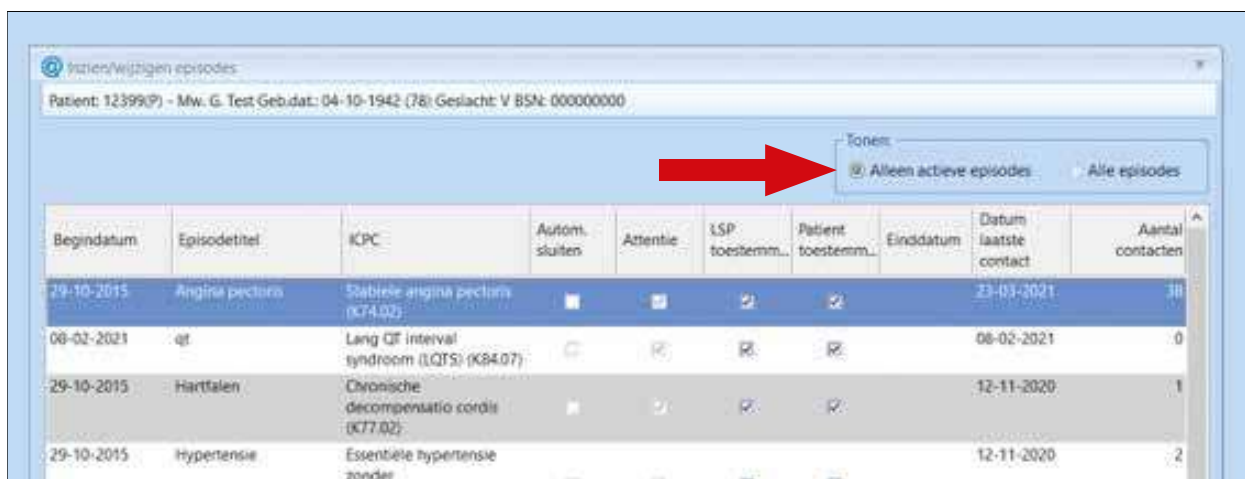 Inzien/wijzigen episodes
Patient: 12399(P) - Mw. G. Test Geb.dat.: 04-10-1942 (78) Geslacht: V BSN: 000000000
Tonen:
Alleen actieve episodes Alle episodes
Begindatum Episodetitel ICPC Autom. sluiten Attentie LSP toestemm... Patient toestemm... Einddatum Datum laatste contact Aantal contacten
29-10-2015 Angina pectoris Stabiele angina pectoris 23-03-2021 38
(K74.02)
08-02-2021 qt Lang QT interval 08-02-2021 0
syndroom (LQTS) (K84.07)
29-10-2015 Hartfalen Chronische 12-11-2020 1
decompensatio cordis
(K77.02)
29-10-2015 Hypertensie Essentiële hypertensie 12-11-2020 2
zonder